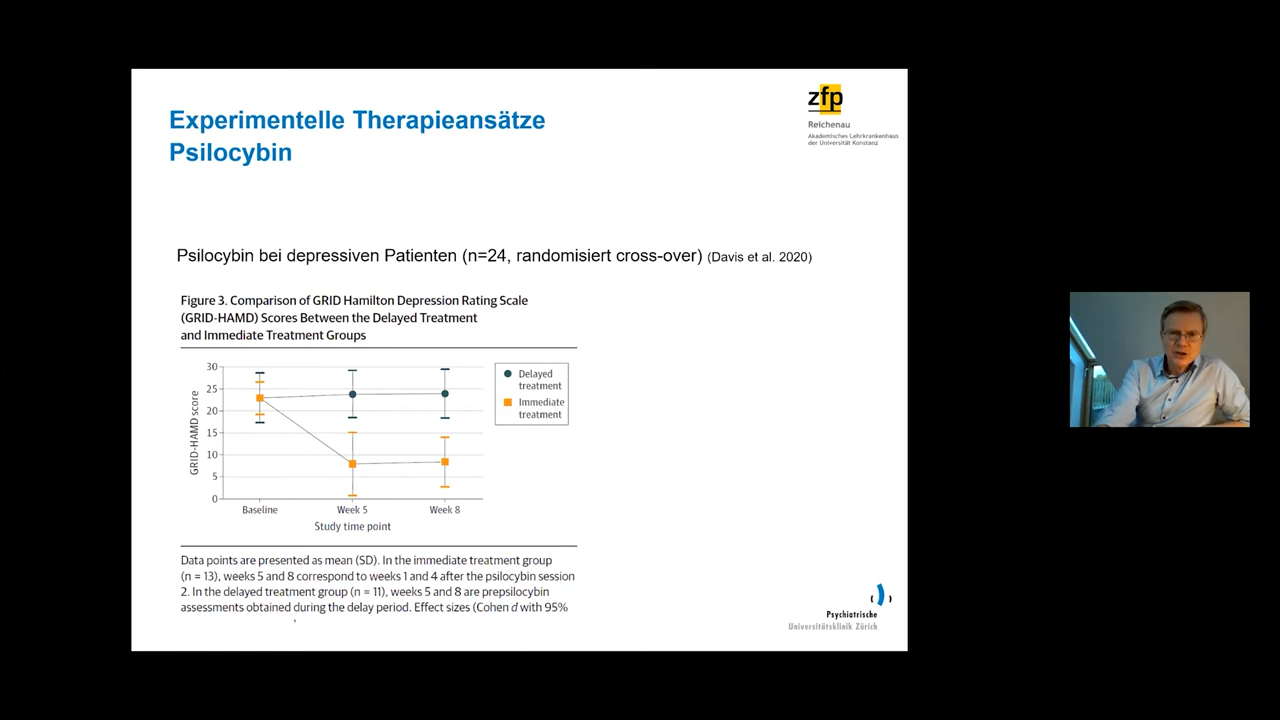 Experimentelle Therapieansätze
Psilocybin
zfp
Reichenau
Akademisches Lehrkrankenhaus
der Universität Konstanz
Psilocybin bei depressiven Patienten (n=24, randomisiert cross-over) (Davis et al. 2020)
Figure 3. Comparison of GRID Hamilton Depression Rating Scale
(GRID-HAMD) Scores Between the Delayed Treatment
and Immediate Treatment Groups
GRID-HAMD score
30
25
20
15
10
5
0
Baseline
Week 5
Week 8
Study time point
Delayed
treatment
Immediate
treatment
Data points are presented as mean (SD). In the immediate treatment group
(n = 13), weeks 5 and 8 correspond to weeks 1 and 4 after the psilocybin session
2. In the delayed treatment group (n = 11), weeks 5 and 8 are prepsilocybin
assessments obtained during the delay period. Effect sizes (Cohen d with 95%
Psychiatrische
Universitätsklinik Zürich